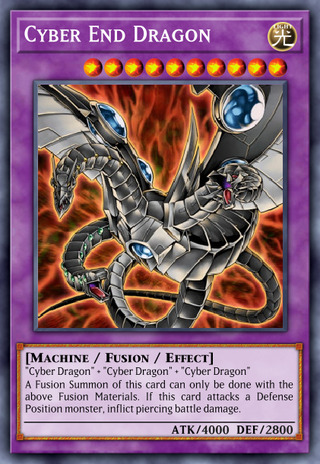 Cyber End Dragon
LIGHT
光
[Machine / Fusion / Effect]
"Cyber Dragon" + "Cyber Dragon" + "Cyber Dragon"
A Fusion Summon of this card can only be done with the
above Fusion Materials. If this card attacks a Defense
Position monster, inflict piercing battle damage.
ATK/4000 DEF/2800